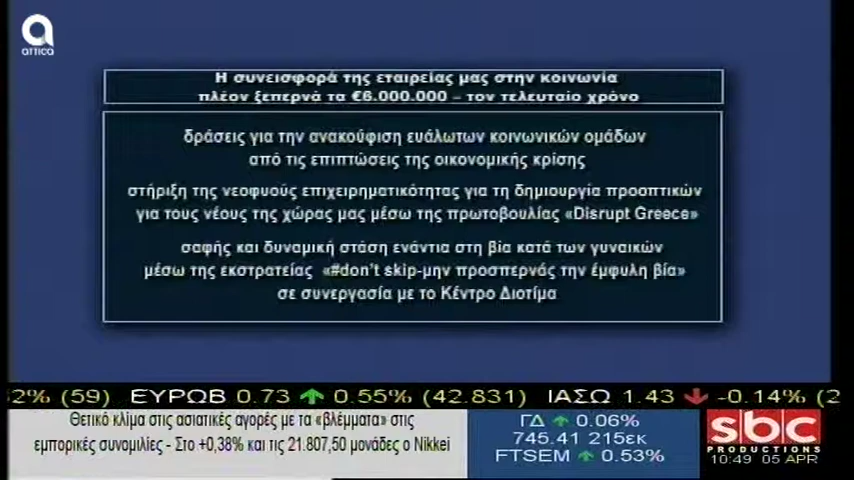 attica
Η συνεισφορά της εταιρείας μας στην κοινωνία
πλέον ξεπερνά τα €6.000.000 – τον τελευταίο χρόνο
δράσεις για την ανακούφιση ευάλωτων κοινωνικών ομάδων
από τις επιπτώσεις της οικονομικής κρίσης
στήριξη της νεοφυούς επιχειρηματικότητας για τη δημιουργία προοπτικών
για τους νέους της χώρας μας μέσω της πρωτοβουλίας «Disrupt Greece»
σαφής και δυναμική στάση ενάντια στη βία κατά των γυναικών
μέσω της εκστρατείας «#don't skip-μην προσπερνάς την έμφυλη βία»
σε συνεργασία με το Κέντρο Διοτίμα
2% (59) ΕΥΡΩΒ 0.73 0.55% (42.831) ΙΑΣΩ 1.43 -0.14% (2
Θετικό κλίμα στις ασιατικές αγορές με τα «βλέμματα» στις
εμπορικές συνομιλίες - Στο +0,38% και τις 21.807,50 μονάδες ο Nikkei
ΓΔ 0.06%
745.41 215εκ
FTSEM 0.53%
sbc
PRODUCTIONS
10:49 05 APR